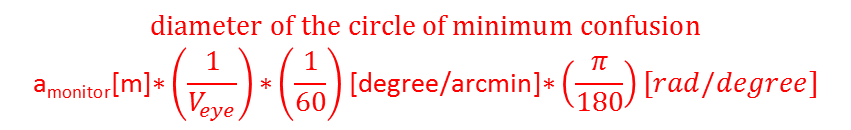 diameter of the circle of minimum confusion
a_monitor[m]*(1/V_eye)*(1/60)[degree/arcmin]*(π/180)[rad/degree]